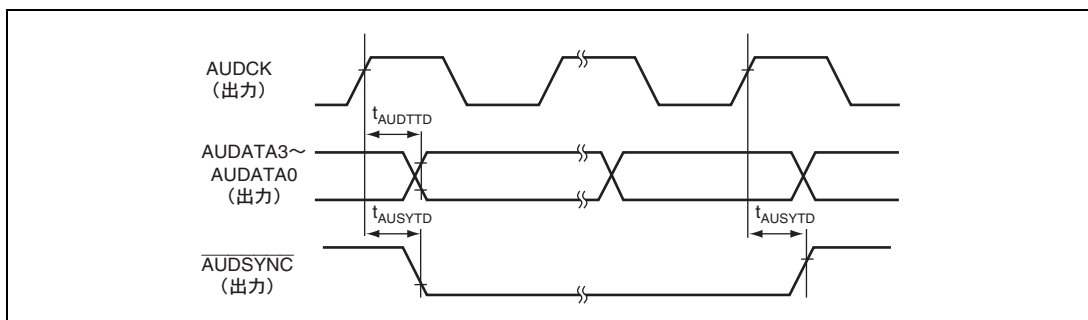 AUDCK
（出力）
tAUDTTD
AUDATA3～
AUDATA0
（出力）
tAUSYTD
tAUSYTD
AUDSYNC
（出力）